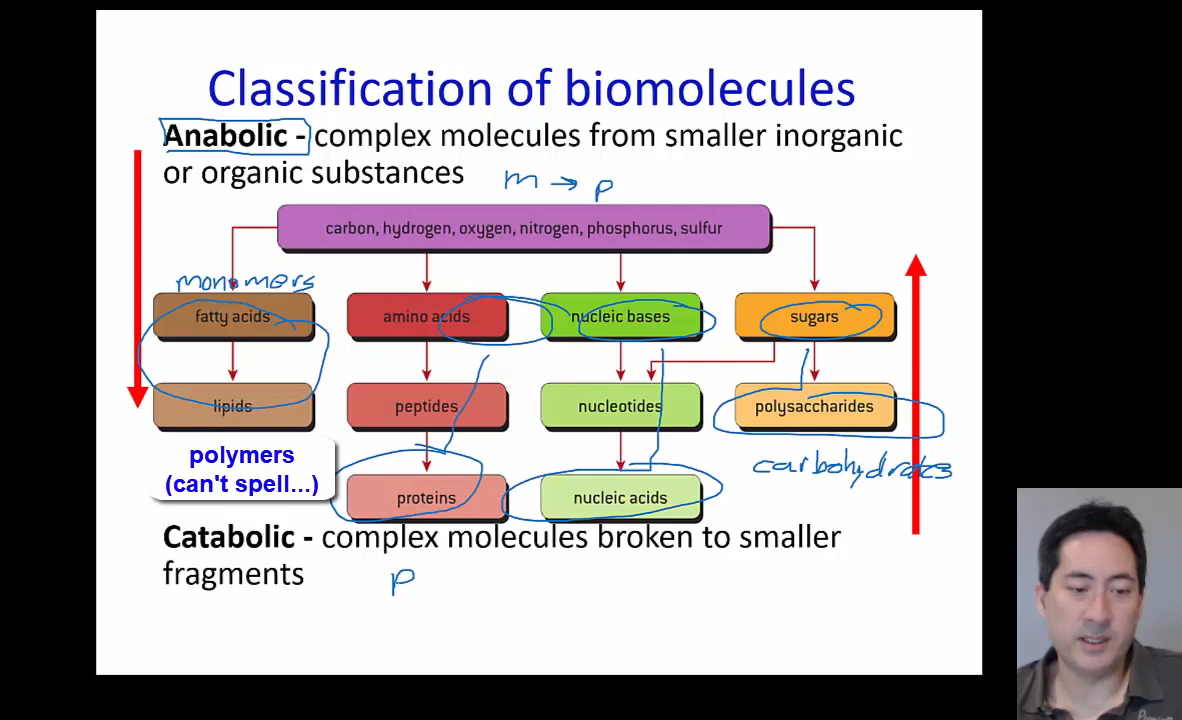 Classification of biomolecules
Anabolic - complex molecules from smaller inorganic
or organic substances
m → p
carbon, hydrogen, oxygen, nitrogen, phosphorus, sulfur
monomers
fatty acids
amino acids
nucleic bases
sugars
lipids
peptides
nucleotides
polysaccharides
polymers
(can't spell...)
carbohydrates
proteins
nucleic acids
Catabolic - complex molecules broken to smaller
fragments
p